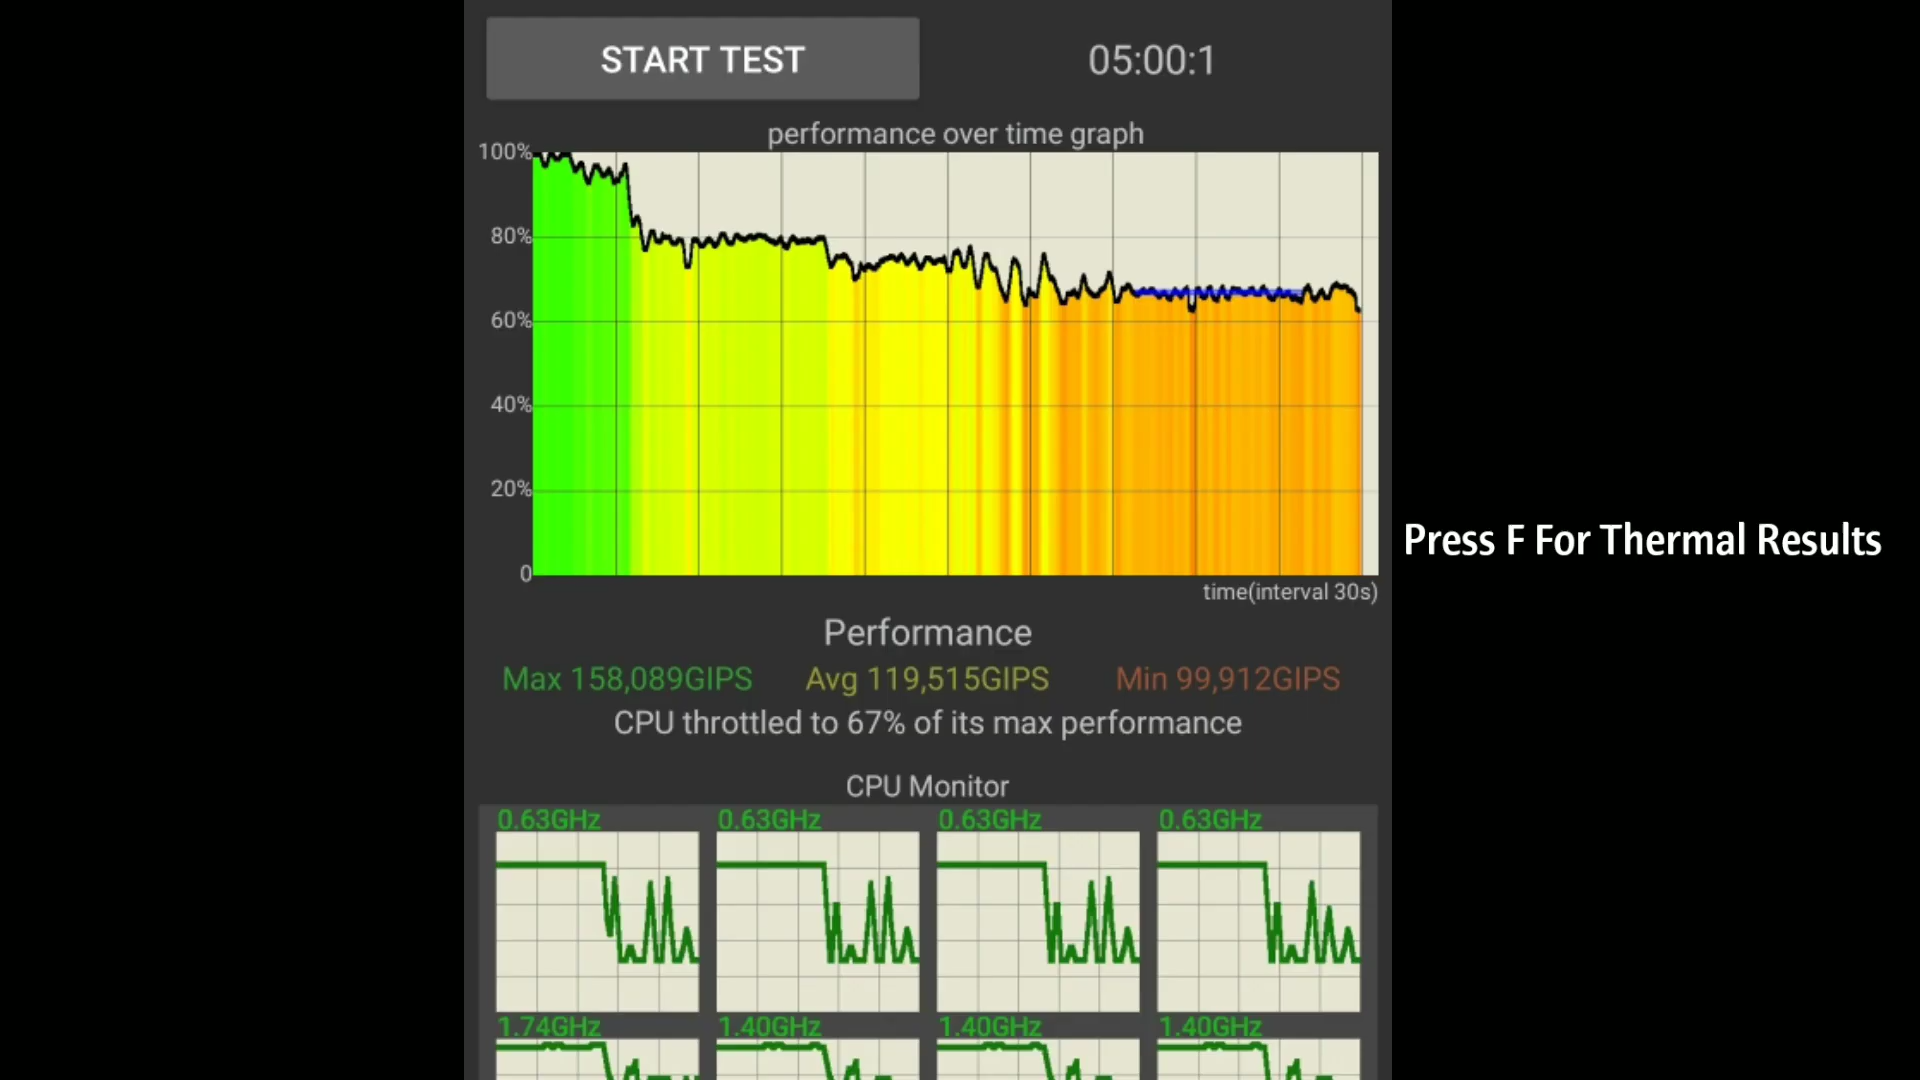 START TEST
05:00:1
performance over time graph
100%
80%
60%
40%
20%
0
time(interval 30s)
Press F For Thermal Results
Performance
Max 158,089GIPS Avg 119,515GIPS Min 99,912GIPS
CPU throttled to 67% of its max performance
CPU Monitor
0.63GHz 0.63GHz 0.63GHz 0.63GHz
1.74GHz 1.40GHz 1.40GHz 1.40GHz